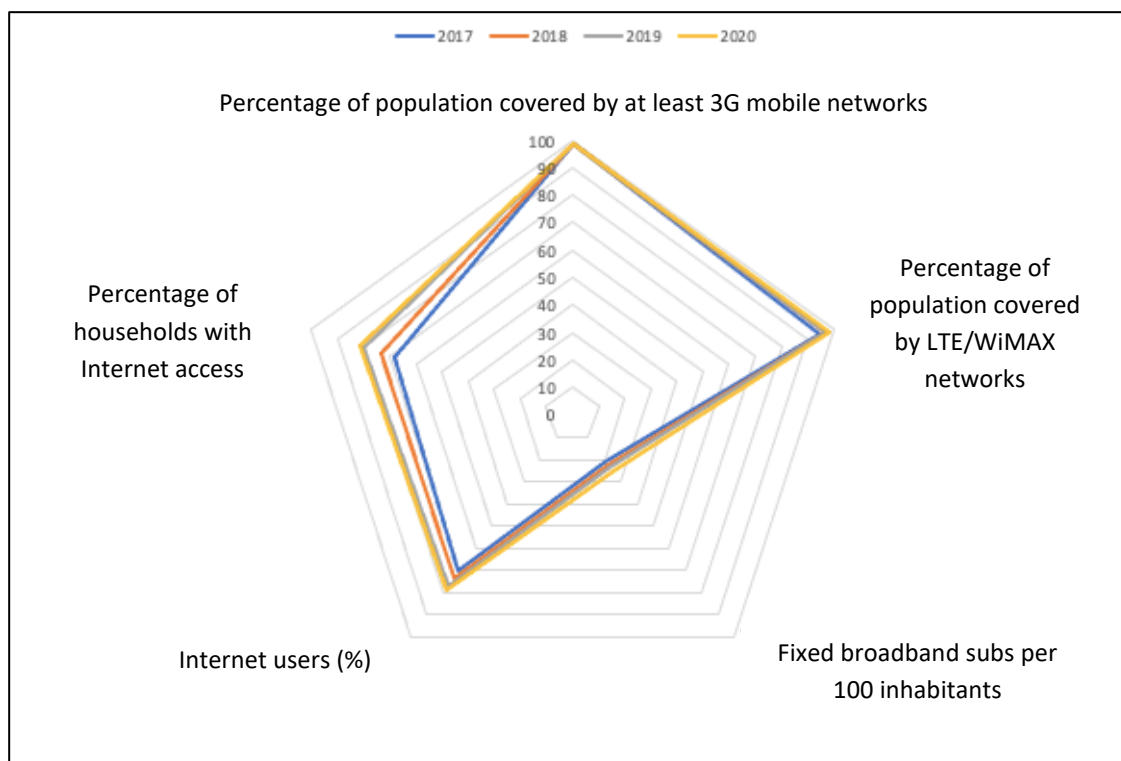 2017 2018 2019 2020
Percentage of population covered by at least 3G mobile networks
100
90
80
70
60
50
40
30
20
10
0
Percentage of
population covered
by LTE/WiMAX
networks
Percentage of
households with
Internet access
Internet users (%)
Fixed broadband subs per
100 inhabitants